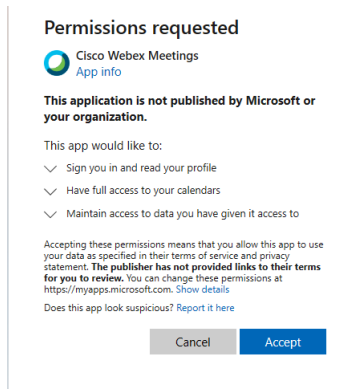 Permissions requested
Cisco Webex Meetings
App info
This application is not published by Microsoft or
your organization.
This app would like to:
Sign you in and read your profile
Have full access to your calendars
Maintain access to data you have given it access to
Accepting these permissions means that you allow this app to use
your data as specified in their terms of service and privacy
statement. The publisher has not provided links to their terms
for you to review. You can change these permissions at
https://myapps.microsoft.com. Show details
Does this app look suspicious? Report it here
Cancel
Accept